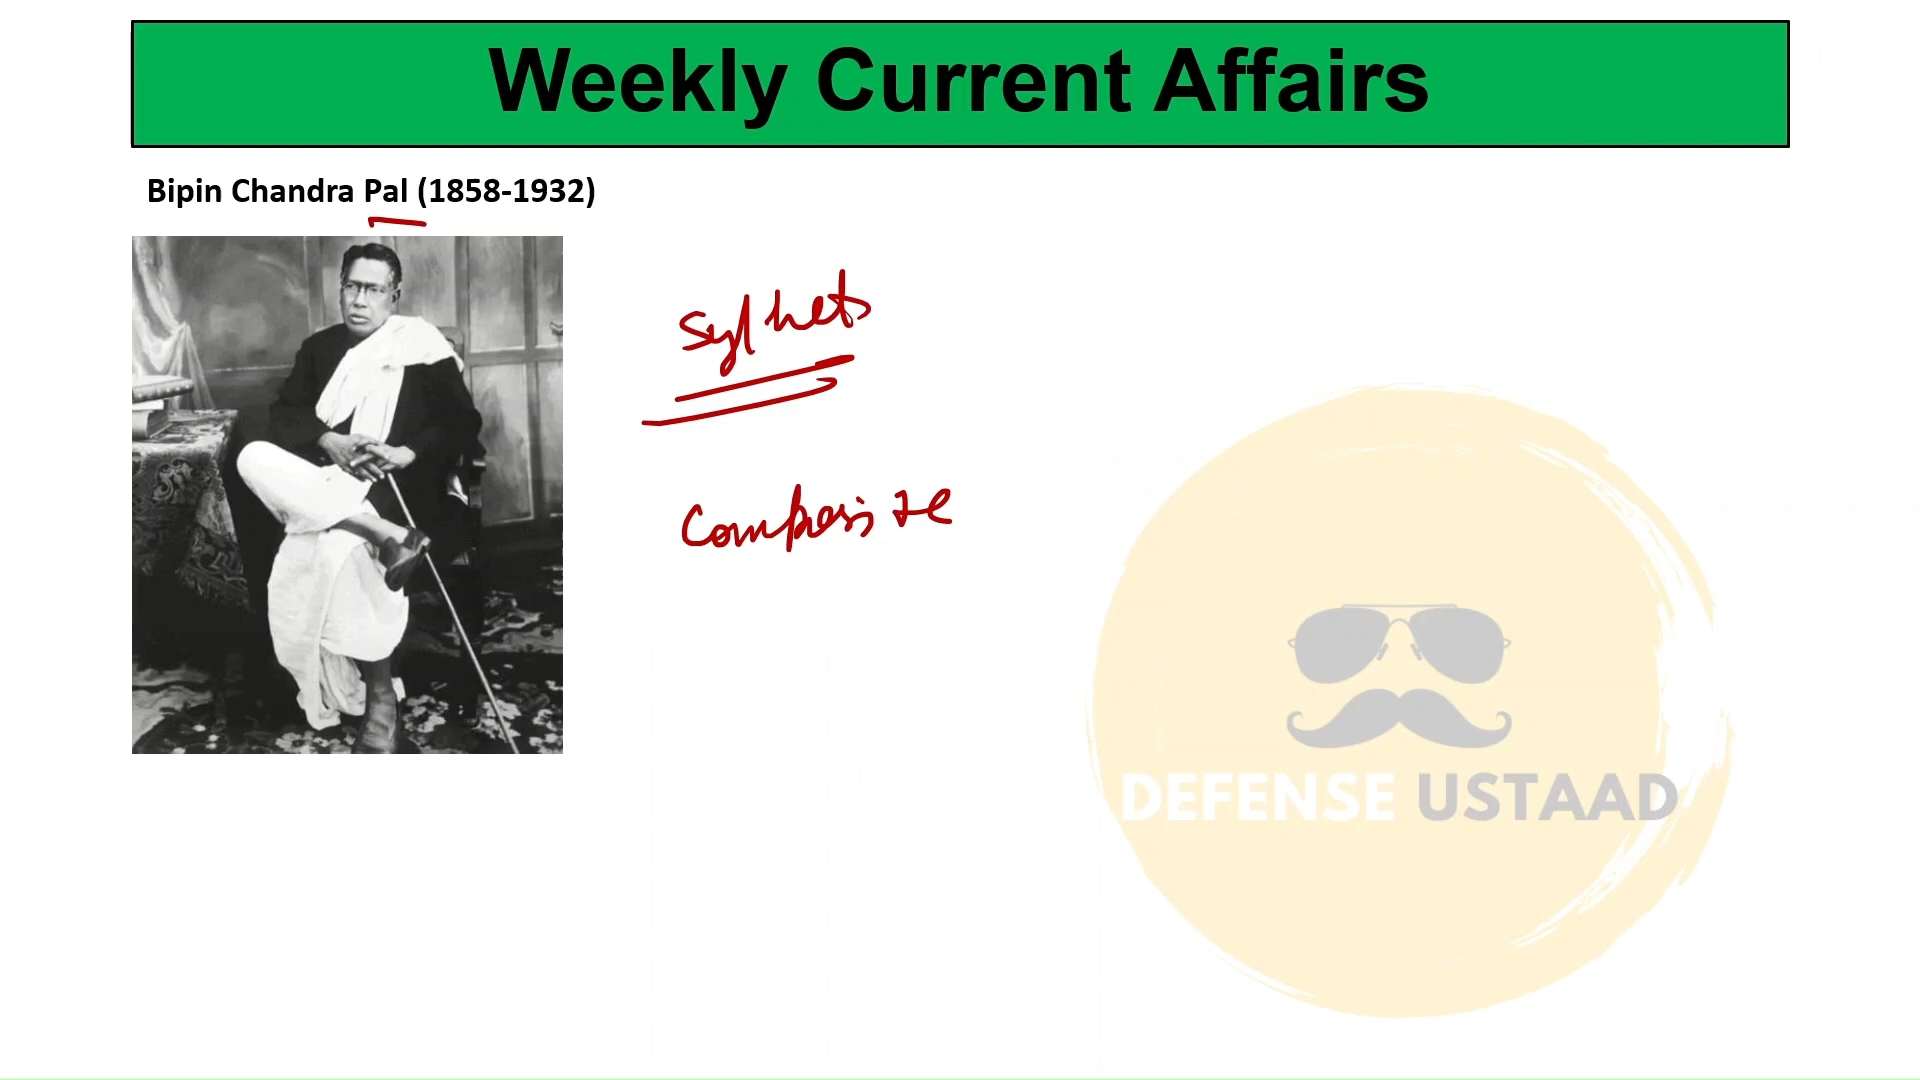 Weekly Current Affairs
Bipin Chandra Pal (1858-1932)
Sylhet
Composite
DEFENSE USTAAD